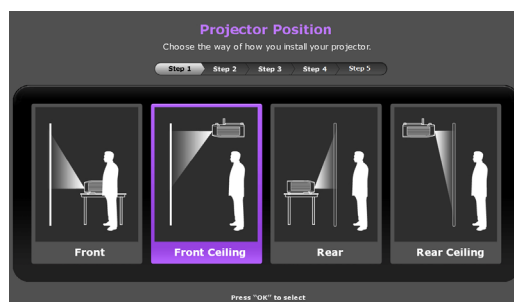 Projector Position
Choose the way of how you install your projector.
Step 1 Step 2 Step 3 Step 4 Step 5
Front Front Ceiling Rear Rear Ceiling
Press "OK" to select